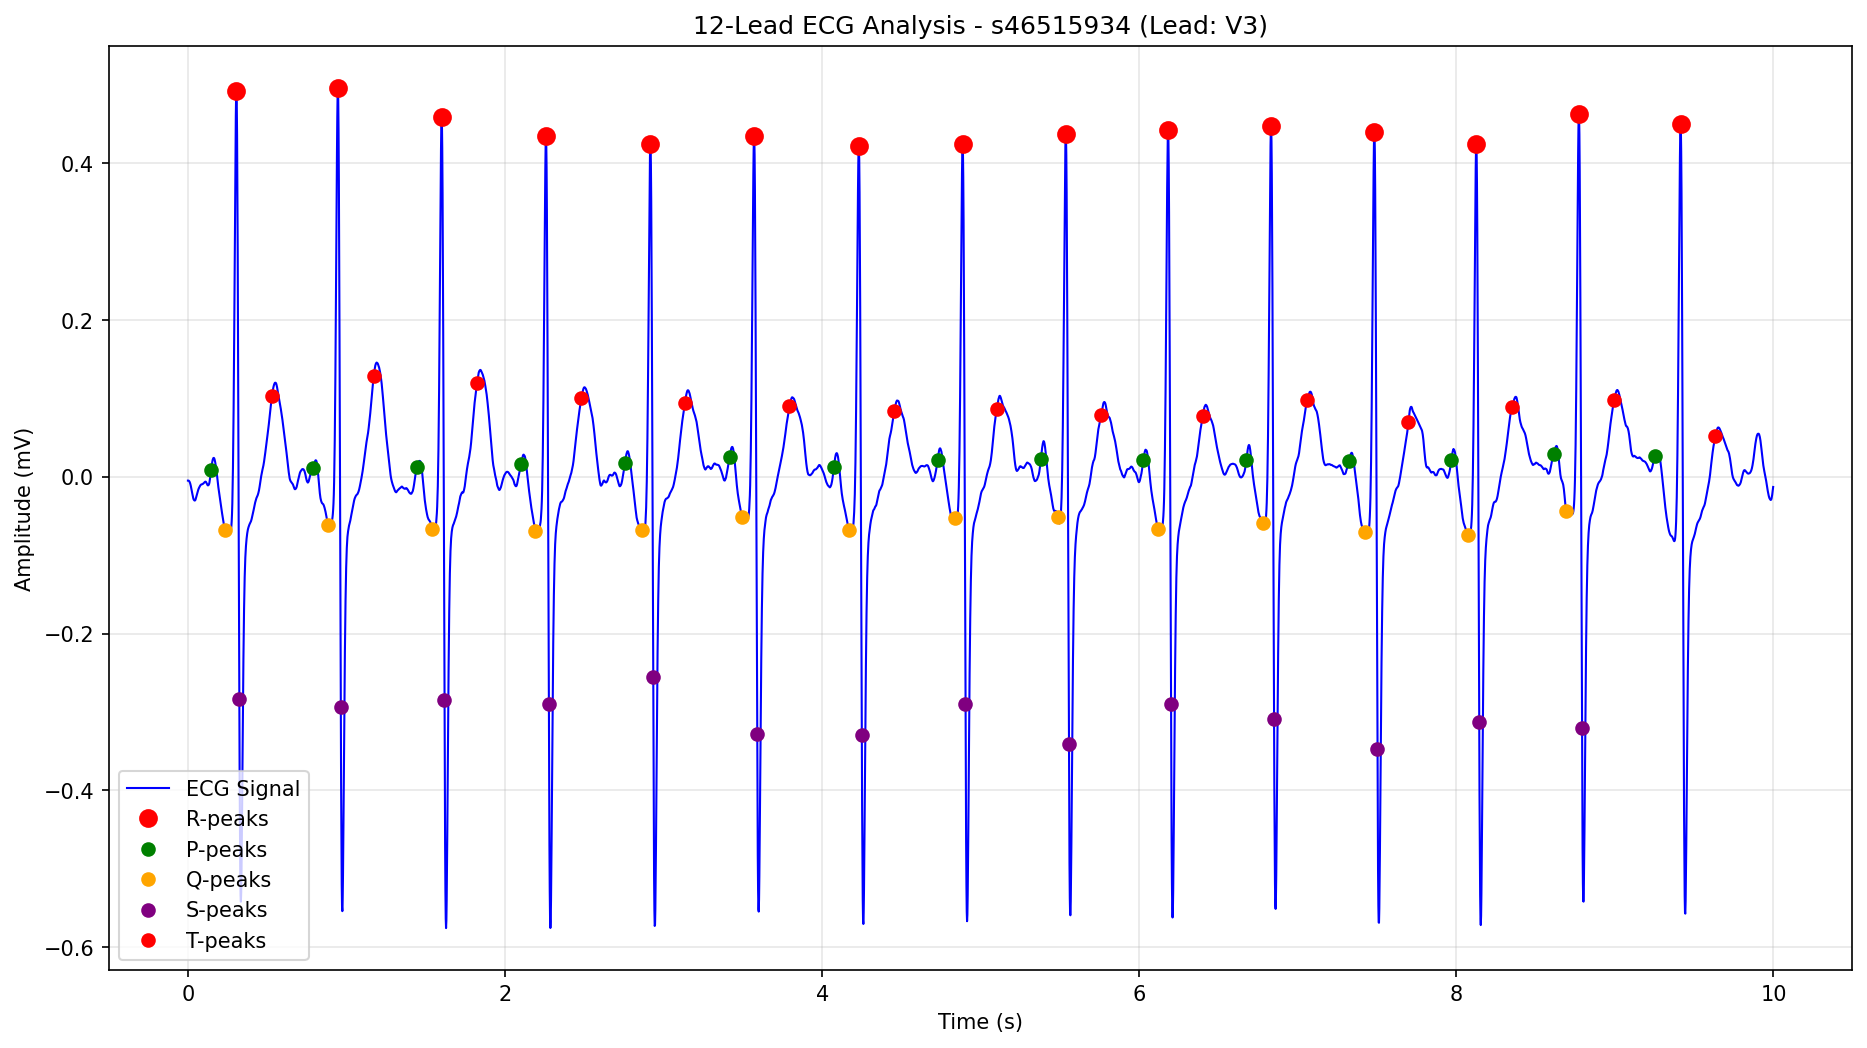 12-Lead ECG Analysis - s46515934 (Lead: V3)
Amplitude (mV)
0.4
0.2
0.0
−0.2
−0.4
−0.6
ECG Signal
R-peaks
P-peaks
Q-peaks
S-peaks
T-peaks
0 2 4 6 8 10
Time (s)